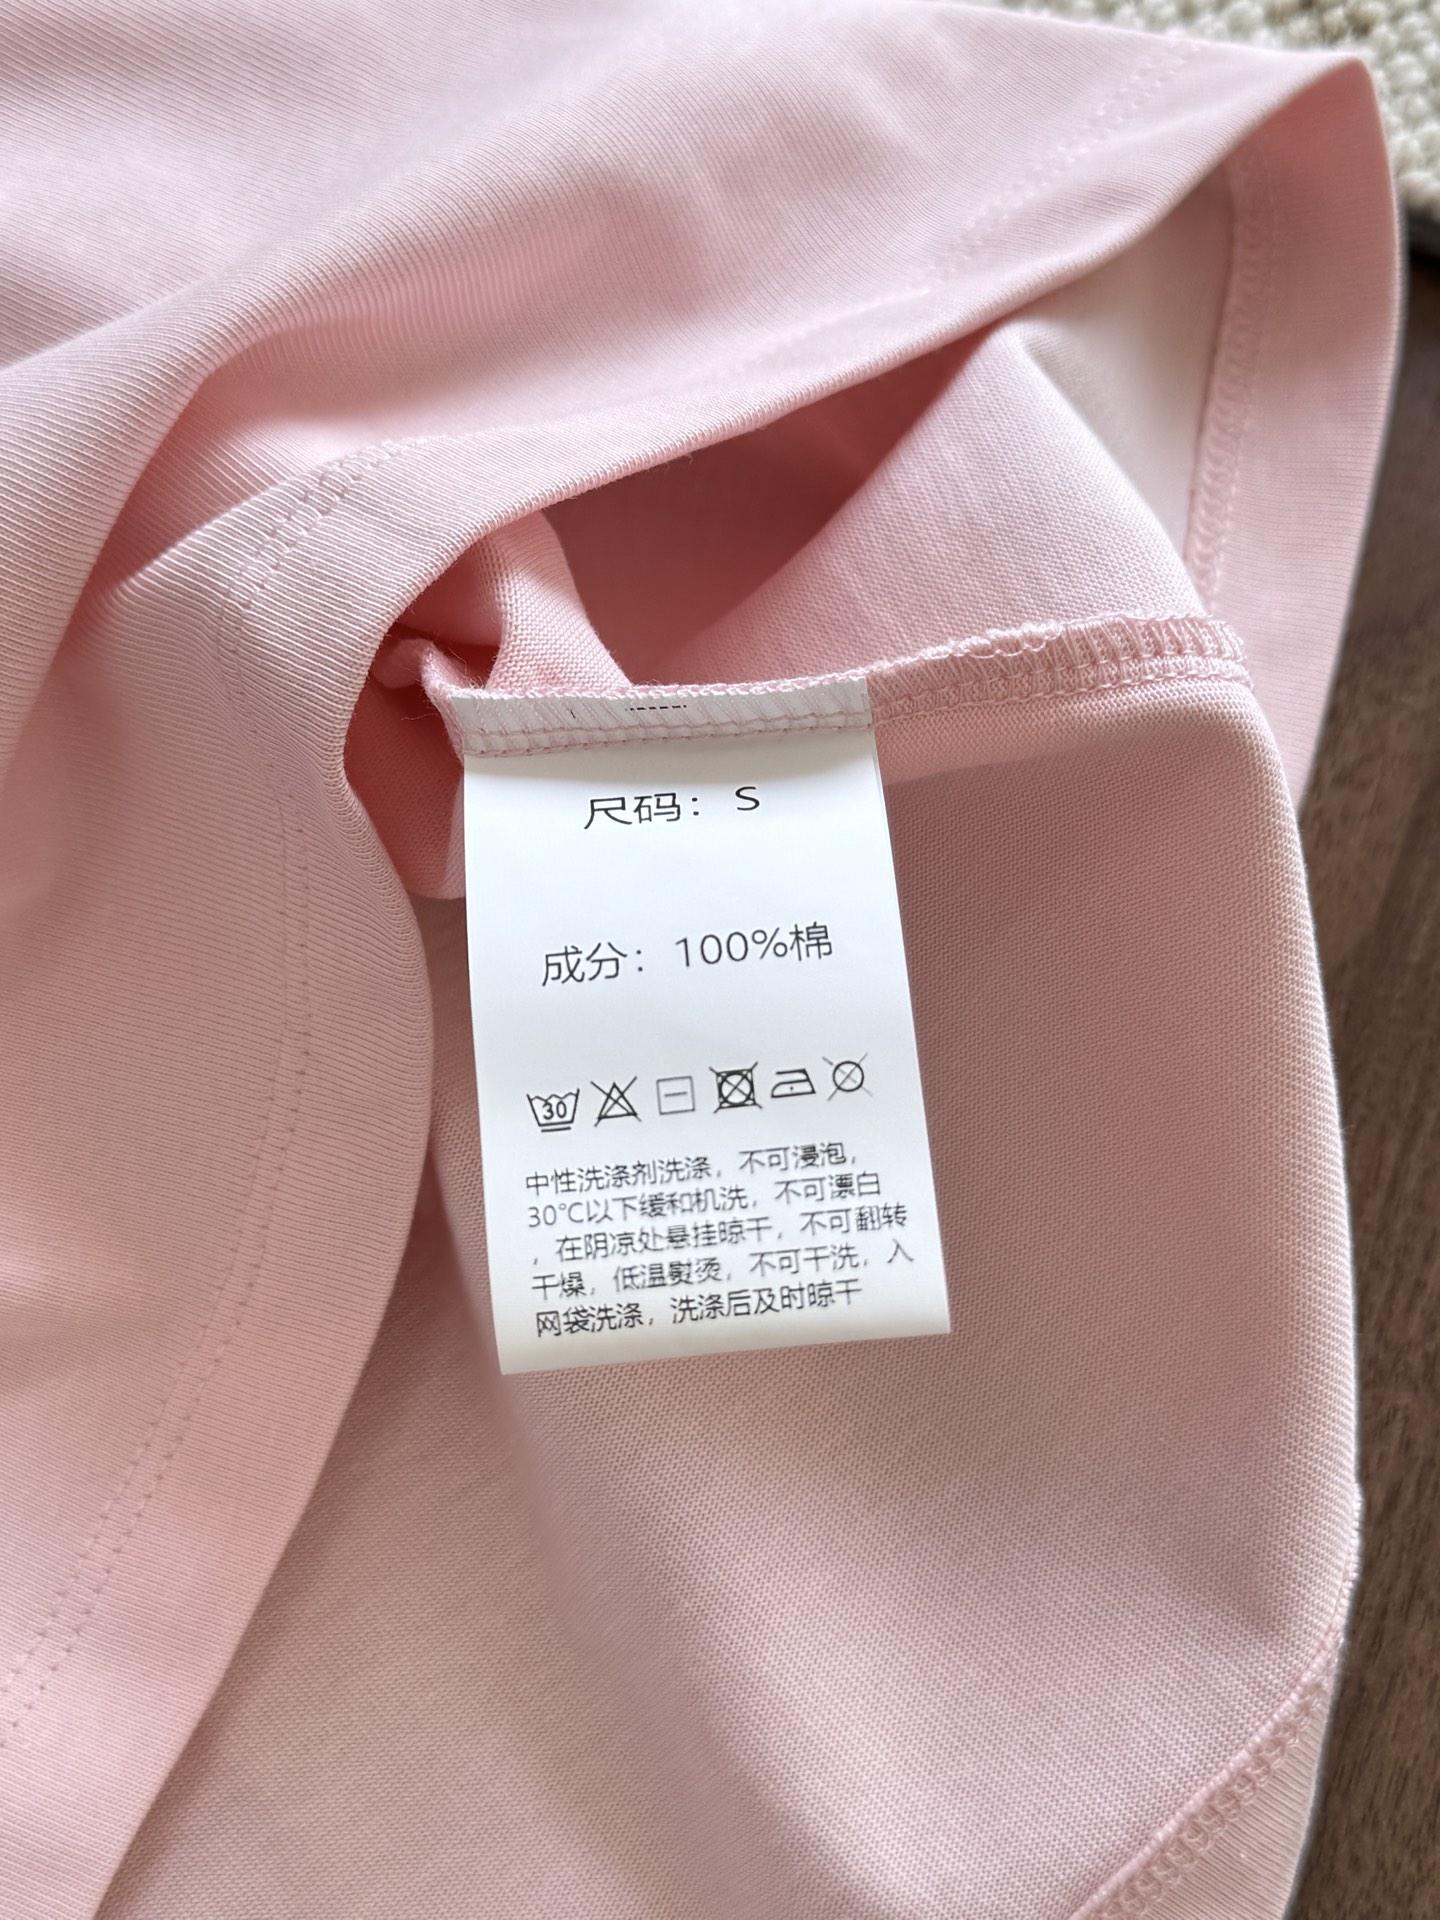 尺码：S
成分：100%棉
30
中性洗涤剂洗涤，不可浸泡，
30℃以下缓和机洗，不可漂白
，在阴凉处悬挂晾干，不可翻转
干燥，低温熨烫，不可干洗，入
网袋洗涤，洗涤后及时晾干